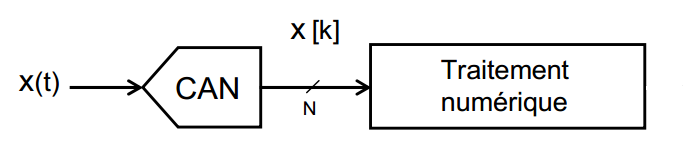 x [k]
x(t)
CAN
N
Traitement
numérique